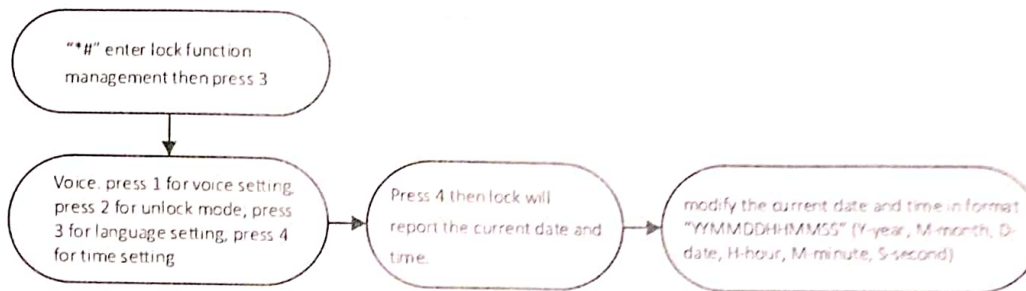 "*#" enter lock function
management then press 3
Voice. press 1 for voice setting,
press 2 for unlock mode, press
3 for language setting, press 4
for time setting
Press 4 then lock will
report the current date and
time.
modify the current date and time in format
"YYMMDDHHMMSS" (Y-year, M-month, D-
date, H-hour, M-minute, S-second)